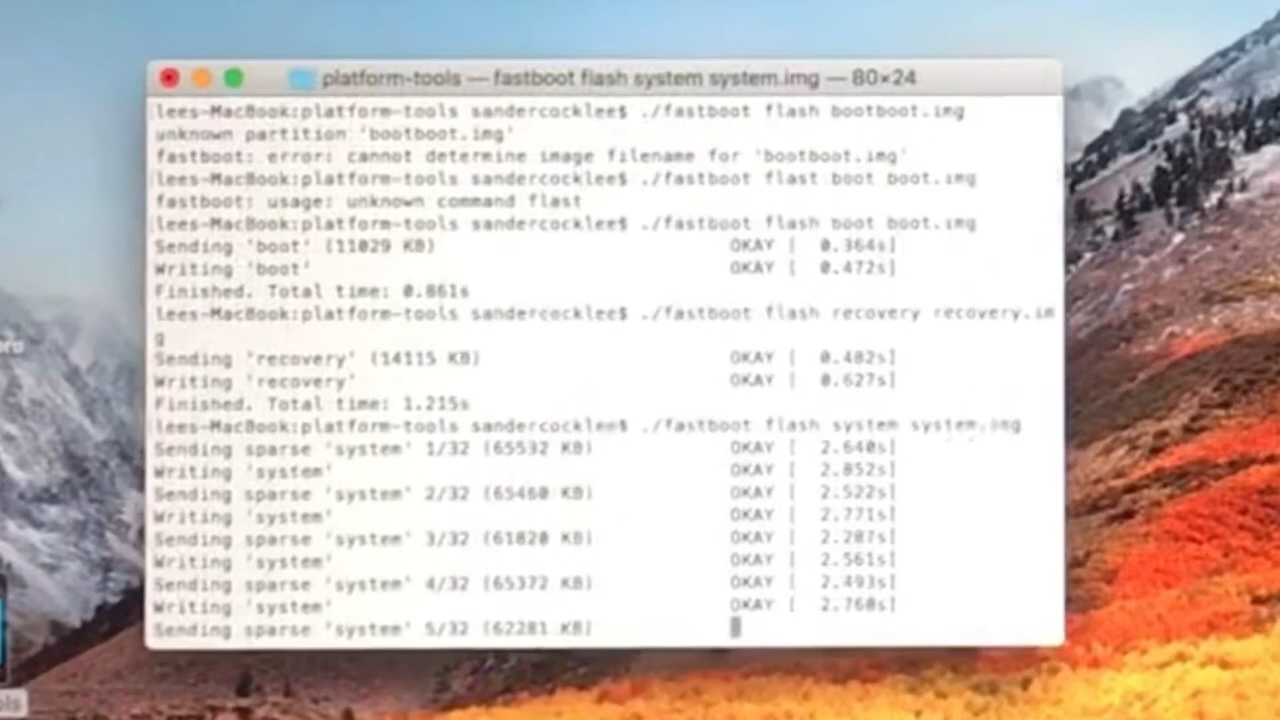 platform-tools — fastboot flash system system.img — 80×24
lees-MacBook:platform-tools sandercocklee$ ./fastboot flash bootboot.img
unknown partition 'bootboot.img'
fastboot: error: cannot determine image filename for 'bootboot.img'
lees-MacBook:platform-tools sandercocklee$ ./fastboot flast boot boot.img
fastboot: usage: unknown command flast
lees-MacBook:platform-tools sandercocklee$ ./fastboot flash boot boot.img
Sending 'boot' (11029 KB) OKAY [ 0.364s]
Writing 'boot' OKAY [ 0.472s]
Finished. Total time: 0.861s
lees-MacBook:platform-tools sandercocklee$ ./fastboot flash recovery recovery.im
g
Sending 'recovery' (14115 KB) OKAY [ 0.482s]
Writing 'recovery' OKAY [ 0.627s]
Finished. Total time: 1.215s
lees-MacBook:platform-tools sandercocklee$ ./fastboot flash system system.img
Sending sparse 'system' 1/32 (65532 KB) OKAY [ 2.640s]
Writing 'system' OKAY [ 2.852s]
Sending sparse 'system' 2/32 (65460 KB) OKAY [ 2.522s]
Writing 'system' OKAY [ 2.771s]
Sending sparse 'system' 3/32 (61820 KB) OKAY [ 2.287s]
Writing 'system' OKAY [ 2.561s]
Sending sparse 'system' 4/32 (65372 KB) OKAY [ 2.493s]
Writing 'system' OKAY [ 2.760s]
Sending sparse 'system' 5/32 (62281 KB)